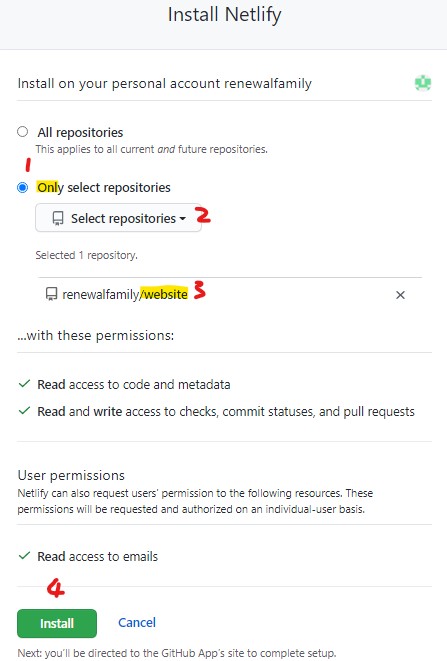 Install Netlify
Install on your personal account renewalfamily
All repositories
This applies to all current and future repositories.
1
Only select repositories
Select repositories 2
Selected 1 repository.
renewalfamily/website 3 ×
...with these permissions:
Read access to code and metadata
Read and write access to checks, commit statuses, and pull requests
User permissions
Netlify can also request users' permission to the following resources. These
permissions will be requested and authorized on an individual-user basis.
Read access to emails
4
Install Cancel
Next: you'll be directed to the GitHub App's site to complete setup.